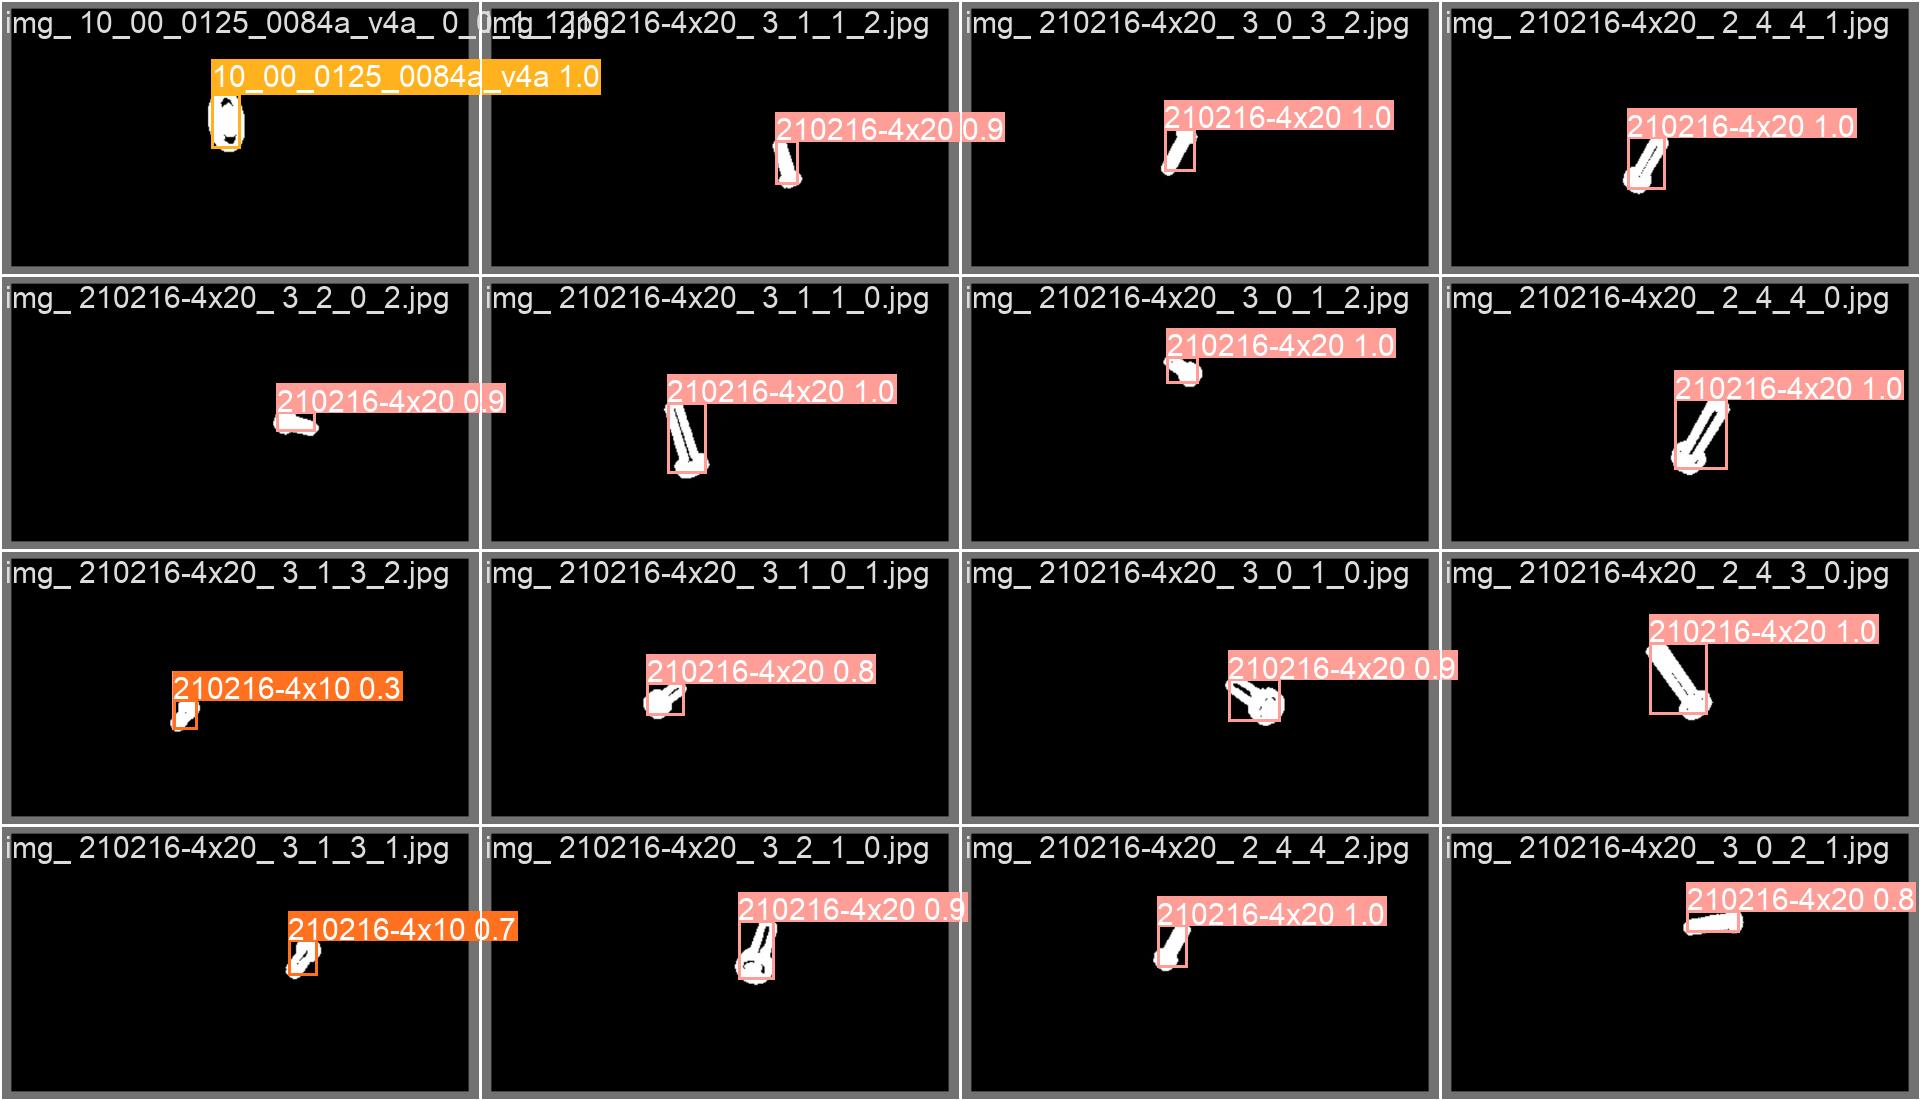 img_ 10_00_0125_0084a_v4a_ 0_0_1_1.jpg
img_ 210216-4x20_ 3_1_1_2.jpg
img_ 210216-4x20_ 3_0_3_2.jpg
img_ 210216-4x20_ 2_4_4_1.jpg
10_00_0125_0084a_v4a 1.0
210216-4x20 0.9
210216-4x20 1.0
210216-4x20 1.0
img_ 210216-4x20_ 3_2_0_2.jpg
img_ 210216-4x20_ 3_1_1_0.jpg
img_ 210216-4x20_ 3_0_1_2.jpg
img_ 210216-4x20_ 2_4_4_0.jpg
210216-4x20 0.9
210216-4x20 1.0
210216-4x20 1.0
210216-4x20 1.0
img_ 210216-4x20_ 3_1_3_2.jpg
img_ 210216-4x20_ 3_1_0_1.jpg
img_ 210216-4x20_ 3_0_1_0.jpg
img_ 210216-4x20_ 2_4_3_0.jpg
210216-4x10 0.3
210216-4x20 0.8
210216-4x20 0.9
210216-4x20 1.0
img_ 210216-4x20_ 3_1_3_1.jpg
img_ 210216-4x20_ 3_2_1_0.jpg
img_ 210216-4x20_ 2_4_4_2.jpg
img_ 210216-4x20_ 3_0_2_1.jpg
210216-4x10 0.7
210216-4x20 0.9
210216-4x20 1.0
210216-4x20 0.8